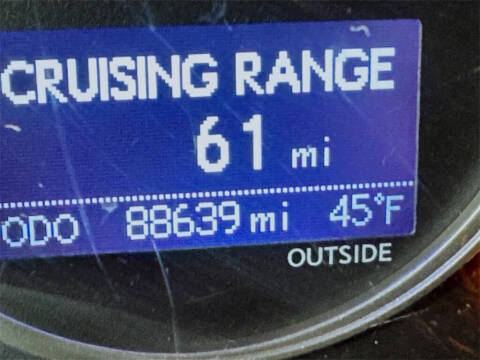 CRUISING RANGE
61 mi
ODO 88639 mi 45°F
OUTSIDE